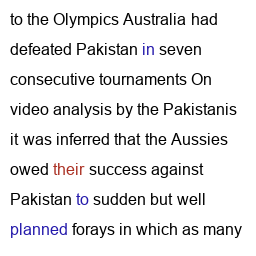 to the Olympics Australia had
defeated Pakistan in seven
consecutive tournaments On
video analysis by the Pakistanis
it was inferred that the Aussies
owed their success against
Pakistan to sudden but well
planned forays in which as many